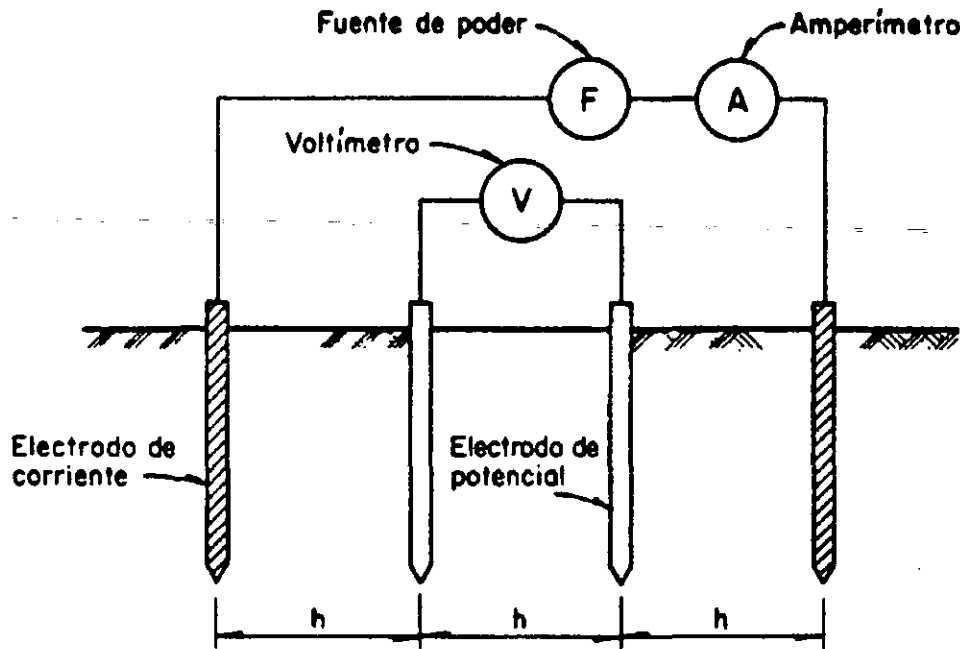 Fuente de poder
Amperímetro
F
A
Voltímetro
V
Electrodo de
corriente
Electrodo de
potencial
h
h
h